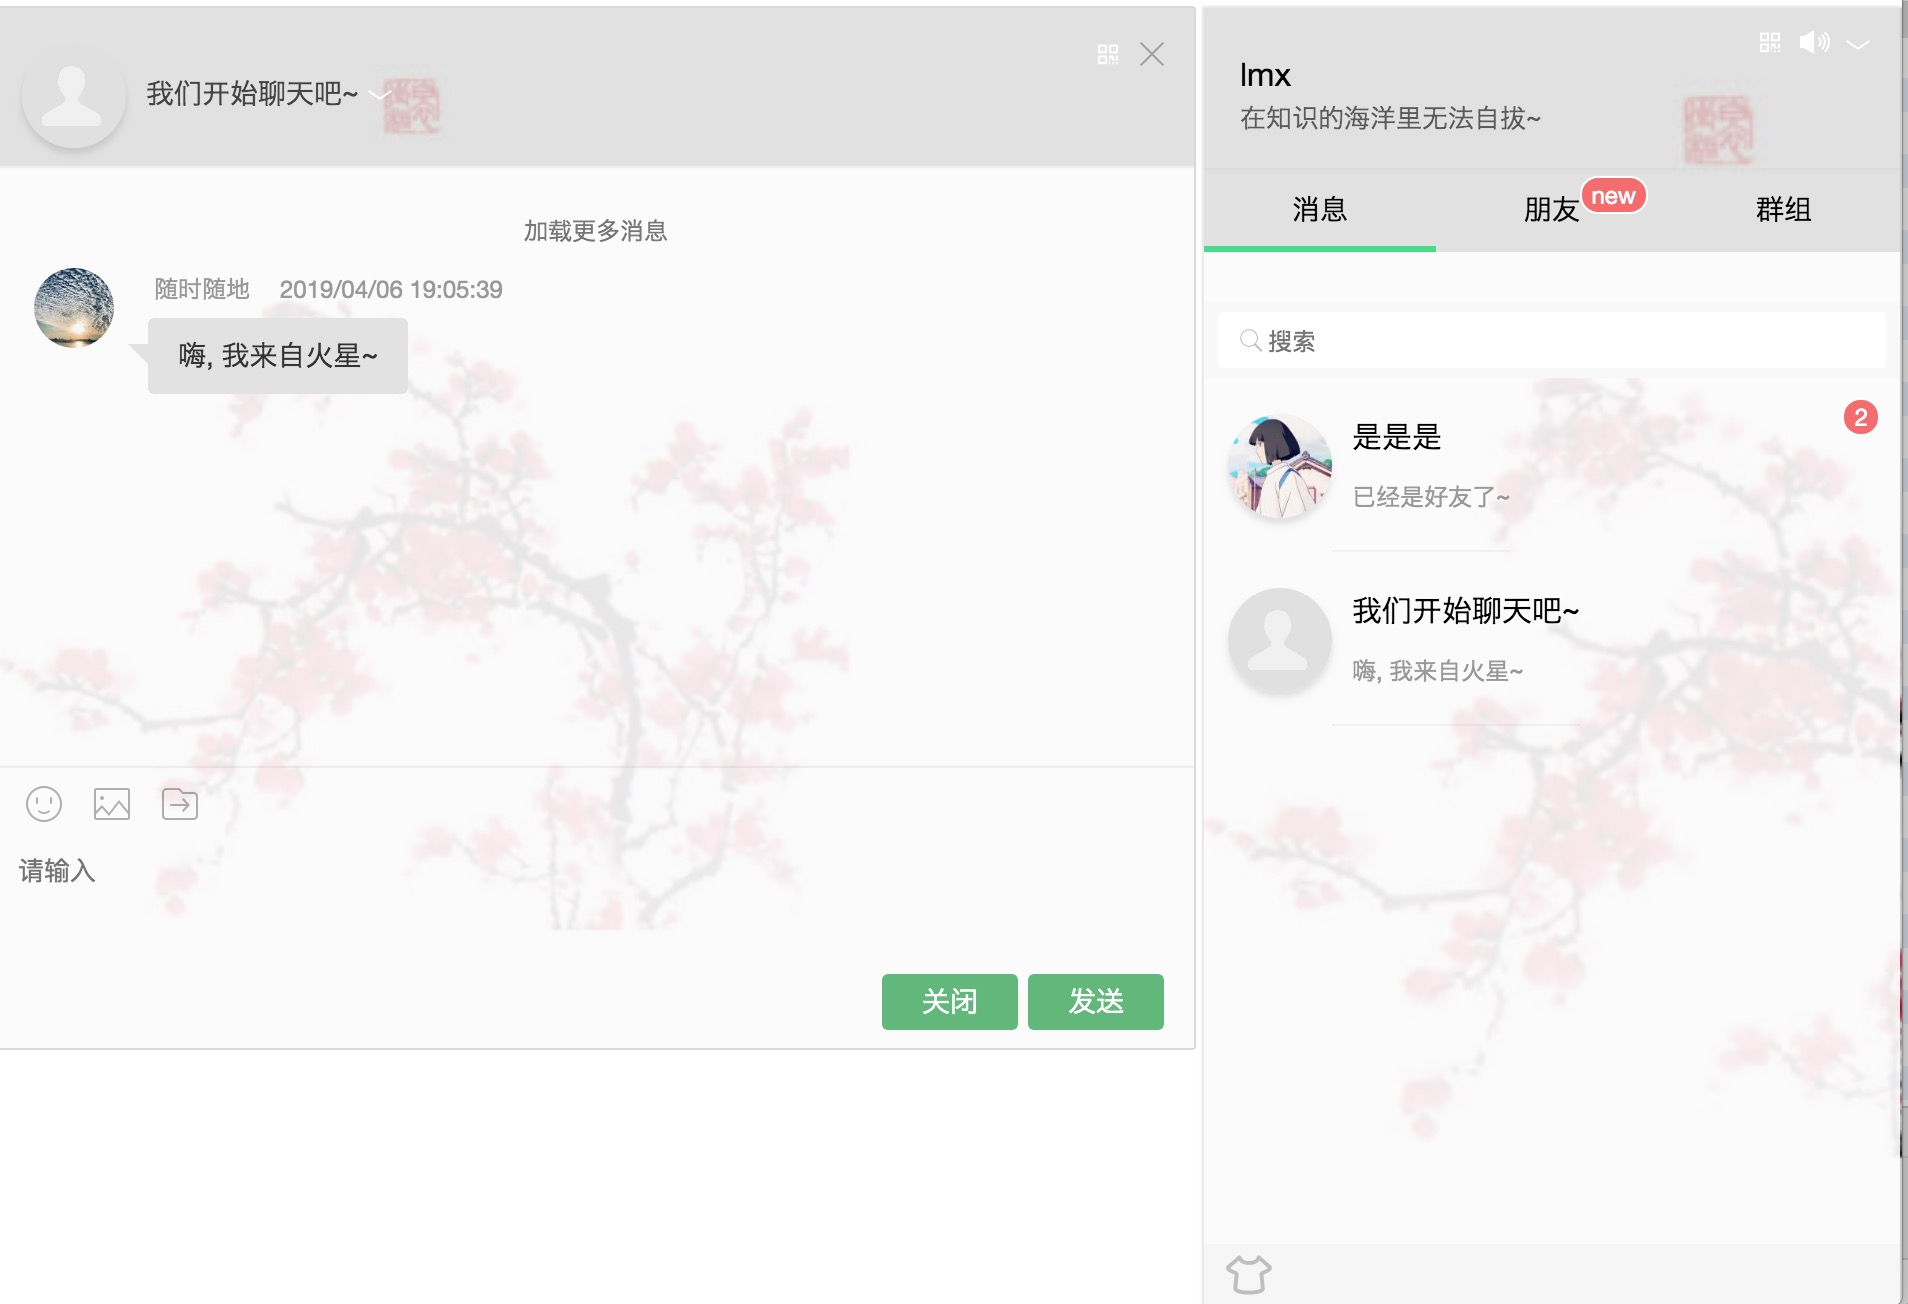 我们开始聊天吧~
加载更多消息
随时随地 2019/04/06 19:05:39
嗨, 我来自火星~
请输入
关闭 发送
lmx
在知识的海洋里无法自拔~
消息 朋友 new 群组
搜索
是是是 2
已经是好友了~
我们开始聊天吧~
嗨, 我来自火星~